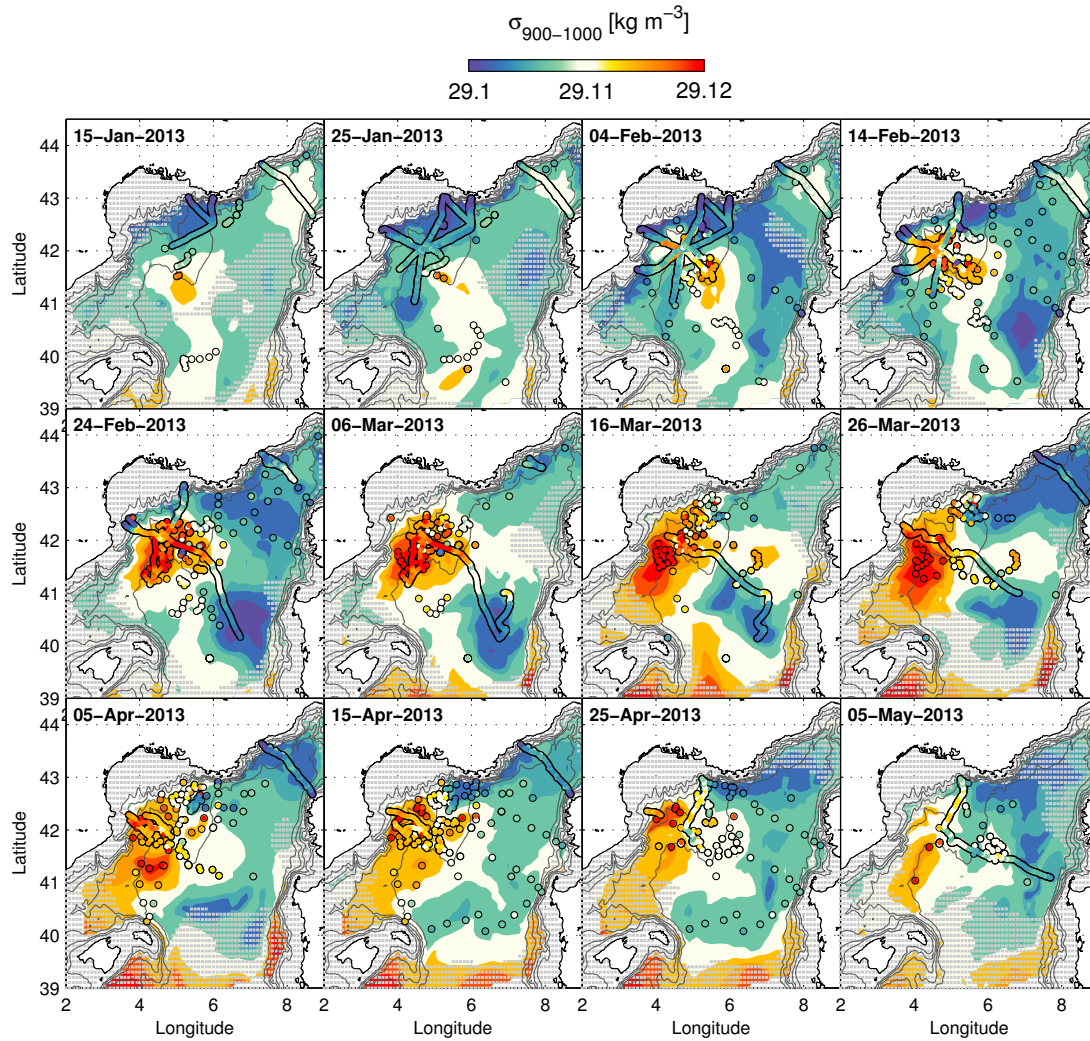 σ900−1000 [kg m−3]
29.1 29.11 29.12
15−Jan−2013 25−Jan−2013 04−Feb−2013 14−Feb−2013
44
43
42
41
40
39
Latitude
24−Feb−2013 06−Mar−2013 16−Mar−2013 26−Mar−2013
44
43
42
41
40
39
Latitude
05−Apr−2013 15−Apr−2013 25−Apr−2013 05−May−2013
44
43
42
41
40
39
Latitude
2 4 6 8 2 4 6 8 2 4 6 8 2 4 6 8
Longitude Longitude Longitude Longitude